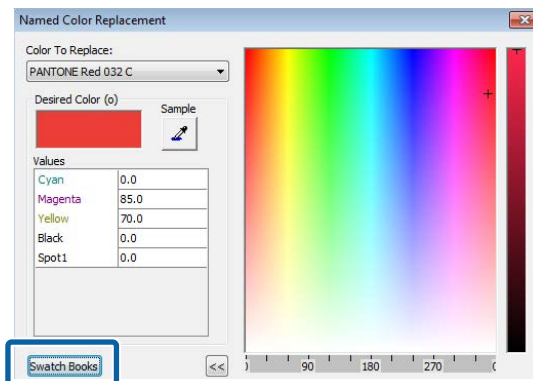 Named Color Replacement
Color To Replace:
PANTONE Red 032 C
Desired Color (o)
Sample
Values
Cyan 0.0
Magenta 85.0
Yellow 70.0
Black 0.0
Spot1 0.0
Swatch Books
<<
90 180 270